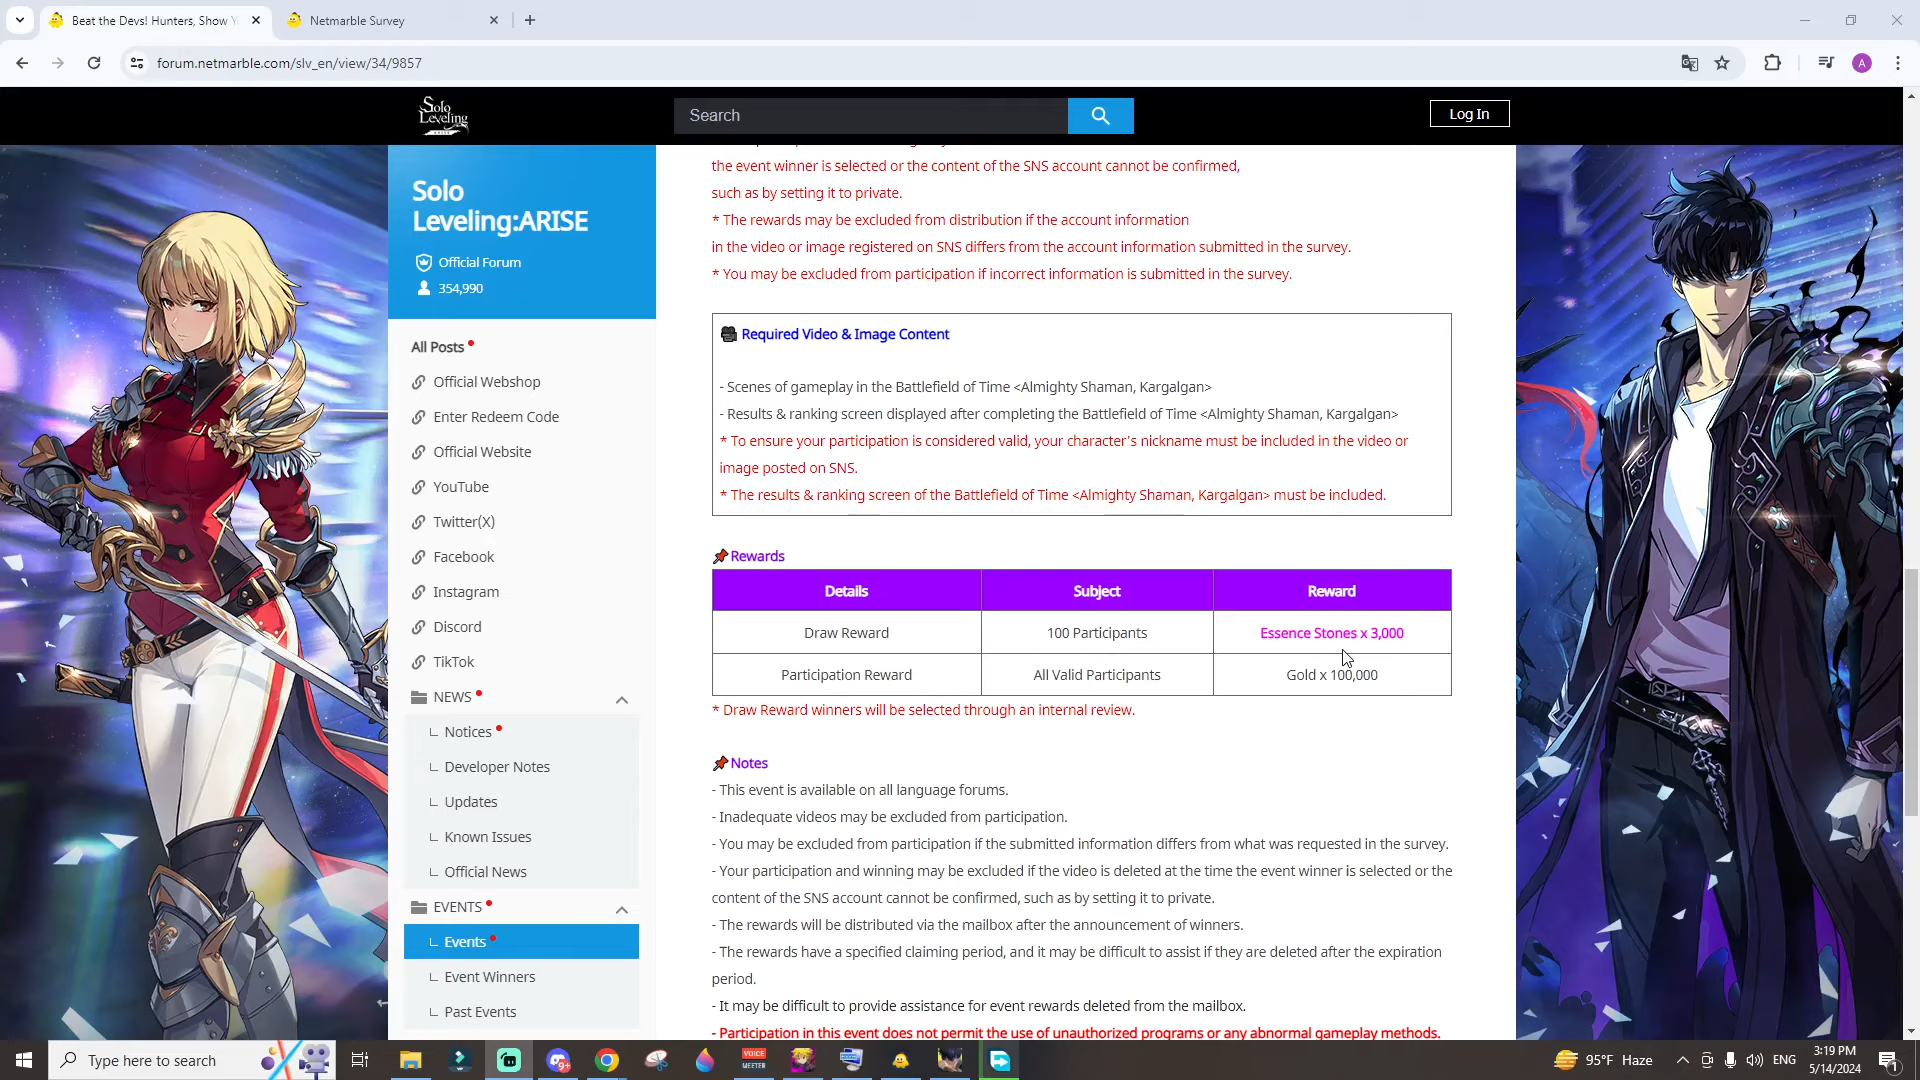 Beat the Devs! Hunters, Show Y
Netmarble Survey
forum.netmarble.com/slv_en/view/34/9857
A
Solo Leveling
ARISE
Search
Log In
Solo
Leveling:ARISE
Official Forum
354,990
All Posts
Official Webshop
Enter Redeem Code
Official Website
YouTube
Twitter(X)
Facebook
Instagram
Discord
TikTok
NEWS
Notices
Developer Notes
Updates
Known Issues
Official News
EVENTS
Events
Event Winners
Past Events
the event winner is selected or the content of the SNS account cannot be confirmed,
such as by setting it to private.
* The rewards may be excluded from distribution if the account information
in the video or image registered on SNS differs from the account information submitted in the survey.
* You may be excluded from participation if incorrect information is submitted in the survey.
Required Video & Image Content
- Scenes of gameplay in the Battlefield of Time <Almighty Shaman, Kargalgan>
- Results & ranking screen displayed after completing the Battlefield of Time <Almighty Shaman, Kargalgan>
* To ensure your participation is considered valid, your character's nickname must be included in the video or
image posted on SNS.
* The results & ranking screen of the Battlefield of Time <Almighty Shaman, Kargalgan> must be included.
Rewards
Details Subject Reward
Draw Reward 100 Participants Essence Stones x 3,000
Participation Reward All Valid Participants Gold x 100,000
* Draw Reward winners will be selected through an internal review.
Notes
- This event is available on all language forums.
- Inadequate videos may be excluded from participation.
- You may be excluded from participation if the submitted information differs from what was requested in the survey.
- Your participation and winning may be excluded if the video is deleted at the time the event winner is selected or the
content of the SNS account cannot be confirmed, such as by setting it to private.
- The rewards will be distributed via the mailbox after the announcement of winners.
- The rewards have a specified claiming period, and it may be difficult to assist if they are deleted after the expiration
period.
- It may be difficult to provide assistance for event rewards deleted from the mailbox.
- Participation in this event does not permit the use of unauthorized programs or any abnormal gameplay methods.
Type here to search
9+
VOICE
MEETER
95°F Haze
ENG
3:19 PM
5/14/2024
1